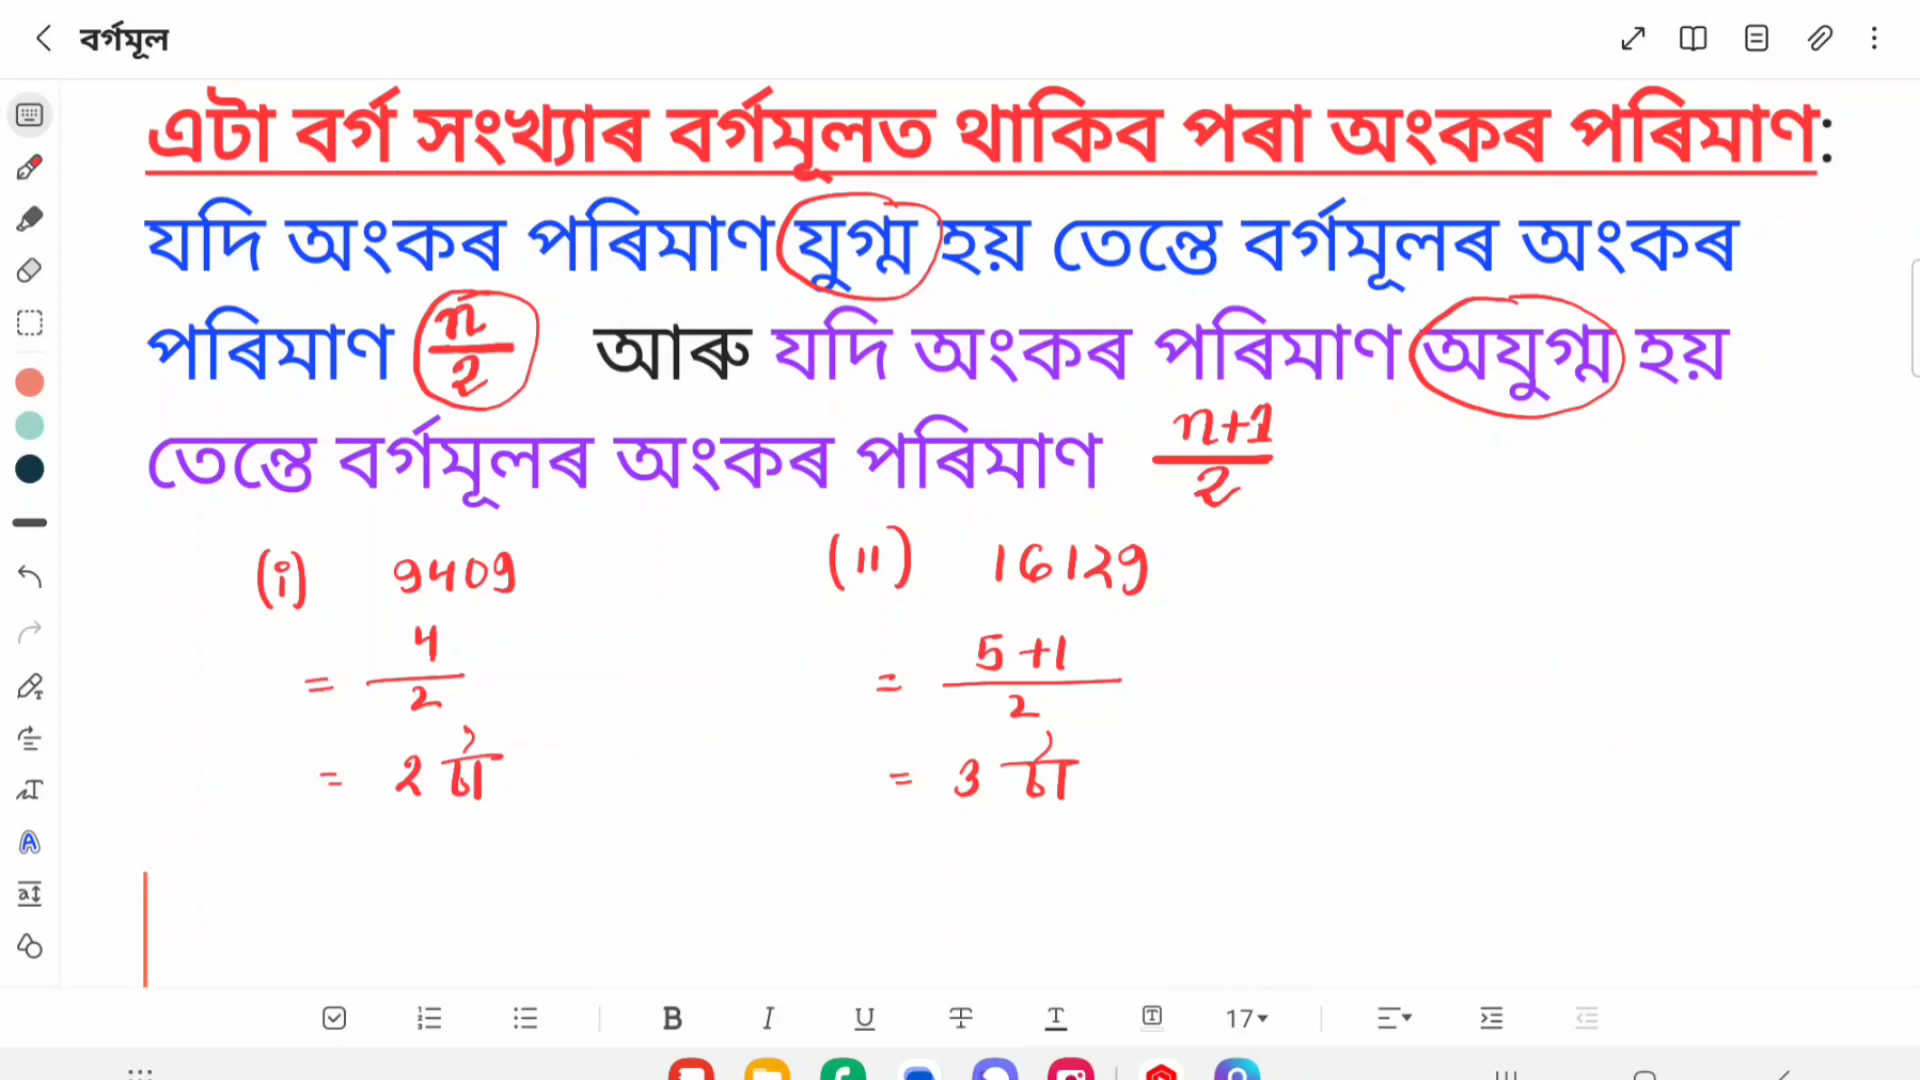 বৰ্গমূল
এটা বৰ্গ সংখ্যাৰ বৰ্গমূলত থাকিব পৰা অংকৰ পৰিমাণ:
যদি অংকৰ পৰিমাণ যুগ্ম হয় তেন্তে বৰ্গমূলৰ অংকৰ
পৰিমাণ n/2 আৰু যদি অংকৰ পৰিমাণ অযুগ্ম হয়
তেন্তে বৰ্গমূলৰ অংকৰ পৰিমাণ n+1/2
(i) 9409 (ii) 16129
= 4/2 = 5+1/2
= 2 টা = 3 টা
B I U T T T 17